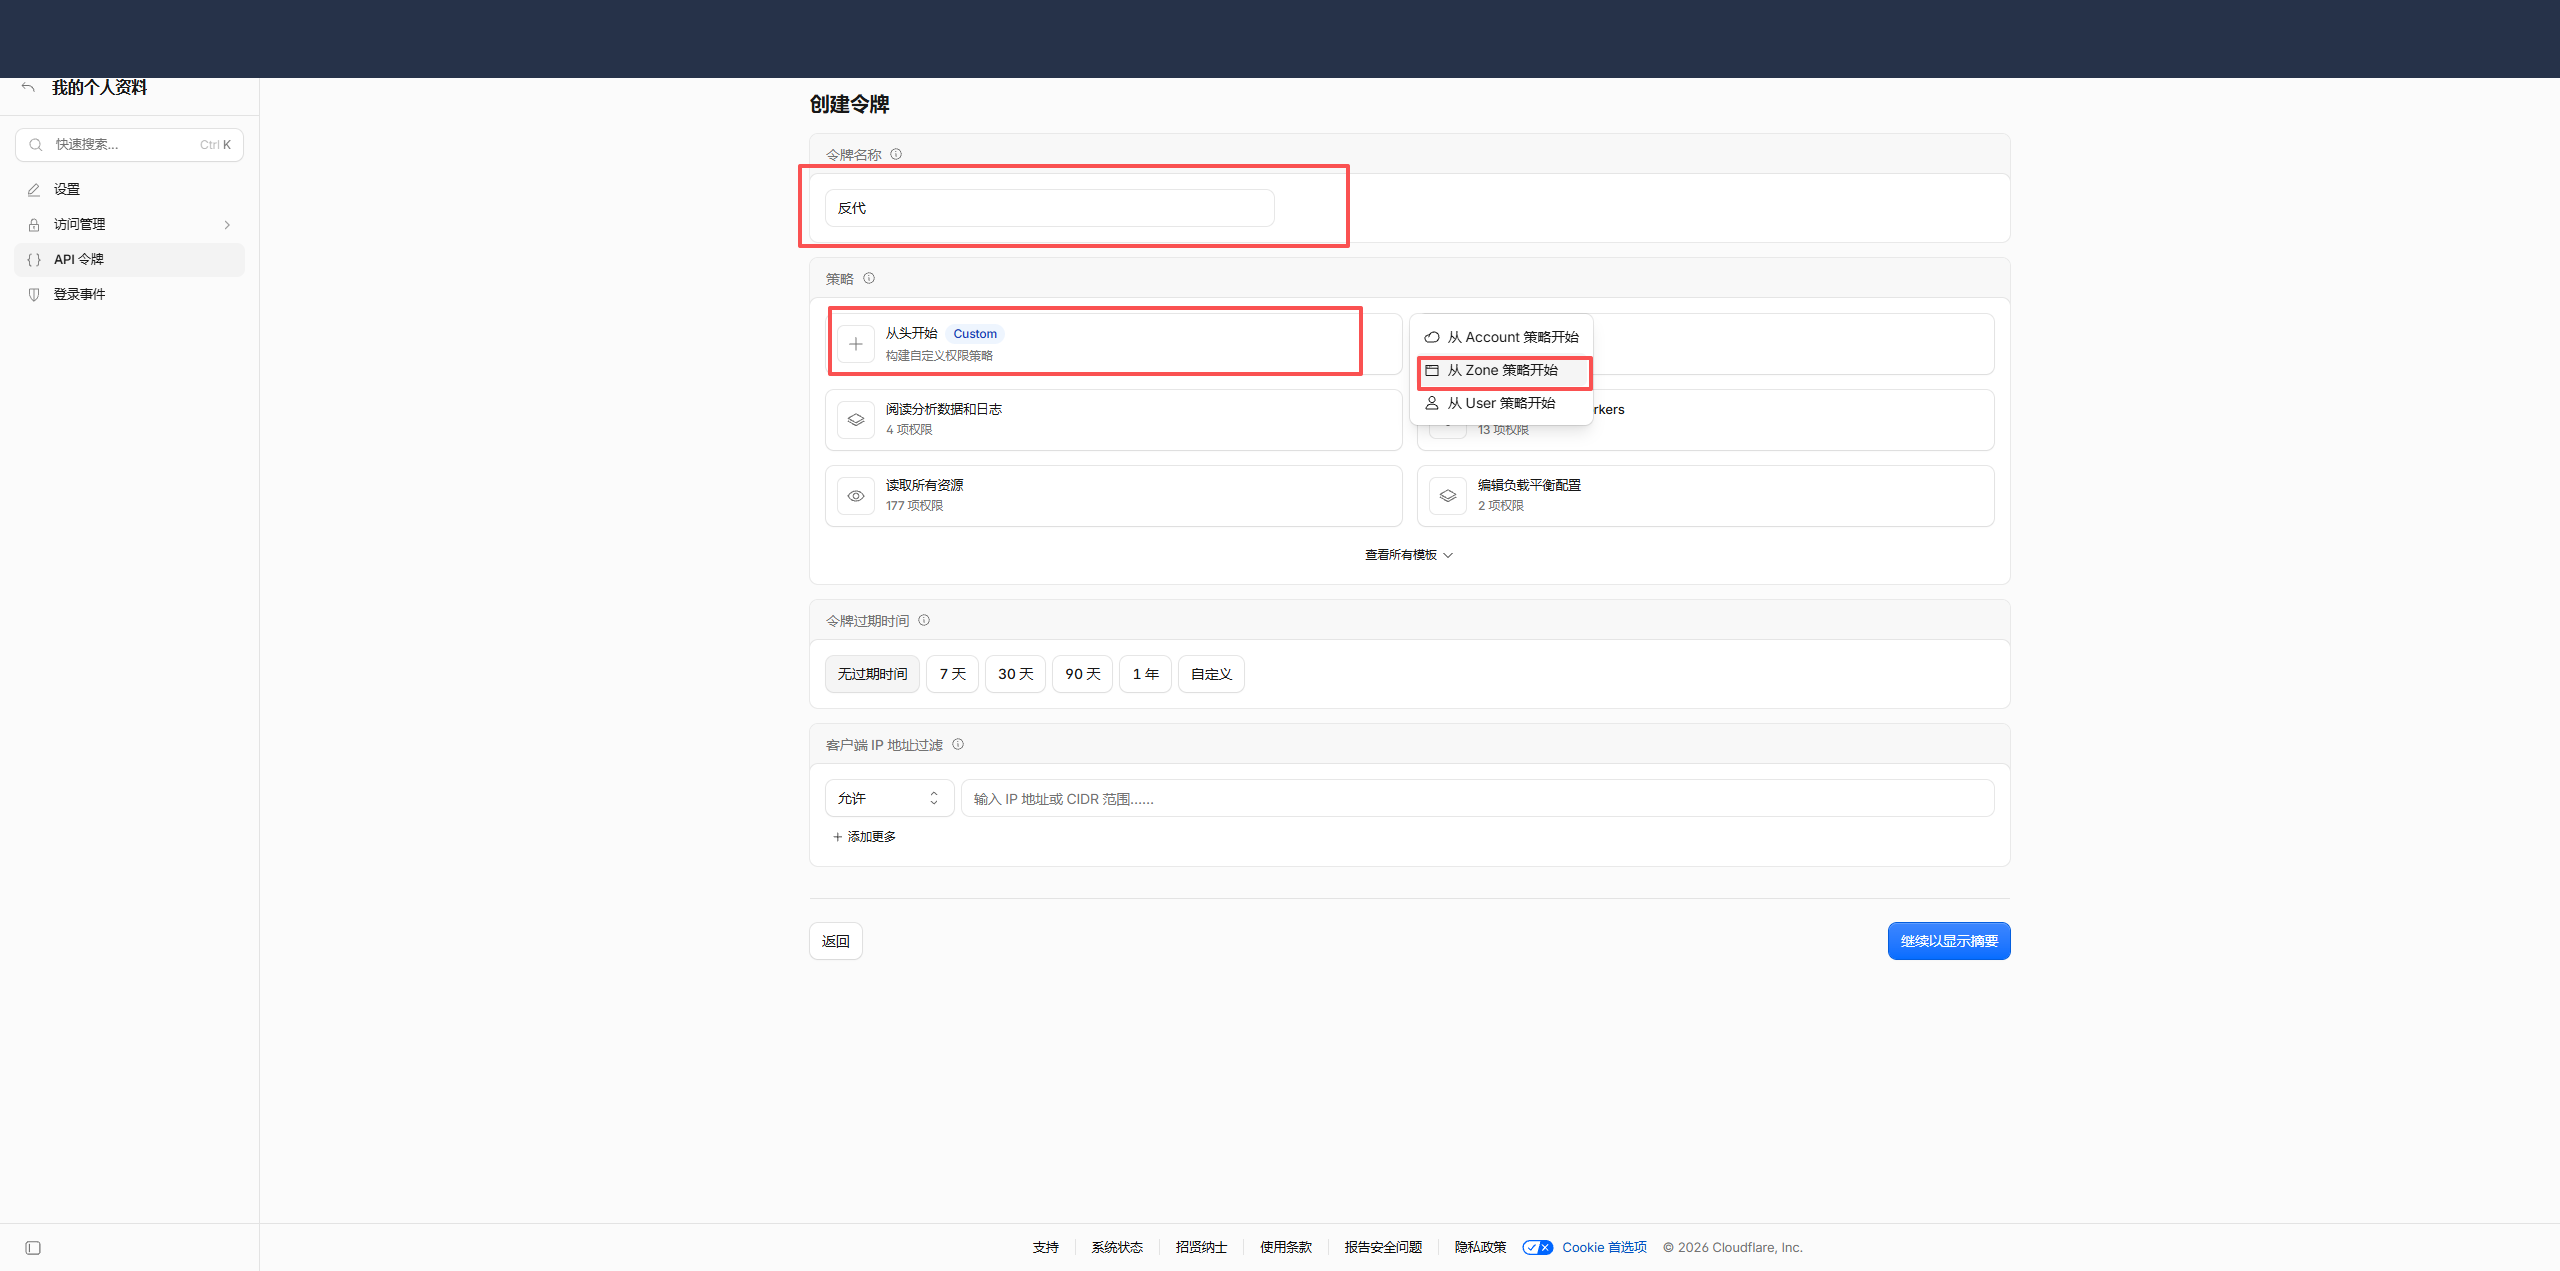 我的个人资料
快速搜索... Ctrl K
设置
访问管理
API 令牌
登录事件
创建令牌
令牌名称
反代
策略
从头开始 Custom
构建自定义权限策略
从 Account 策略开始
从 Zone 策略开始
从 User 策略开始
阅读分析数据和日志
4 项权限
rkers
13 项权限
读取所有资源
177 项权限
编辑负载平衡配置
2 项权限
查看所有模板
令牌过期时间
无过期时间 7 天 30 天 90 天 1 年 自定义
客户端 IP 地址过滤
允许 输入 IP 地址或 CIDR 范围......
+ 添加更多
返回 继续以显示摘要
支持 系统状态 招贤纳士 使用条款 报告安全问题 隐私政策 Cookie 首选项 © 2026 Cloudflare, Inc.